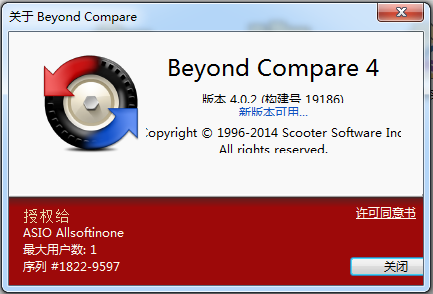 关于 Beyond Compare
Beyond Compare 4
版本 4.0.2 (构建号 19186)
新版本可用...
Copyright © 1996-2014 Scooter Software Inc
All rights reserved.
授权给
许可同意书
ASIO Allsoftinone
最大用户数: 1
序列 #1822-9597
关闭